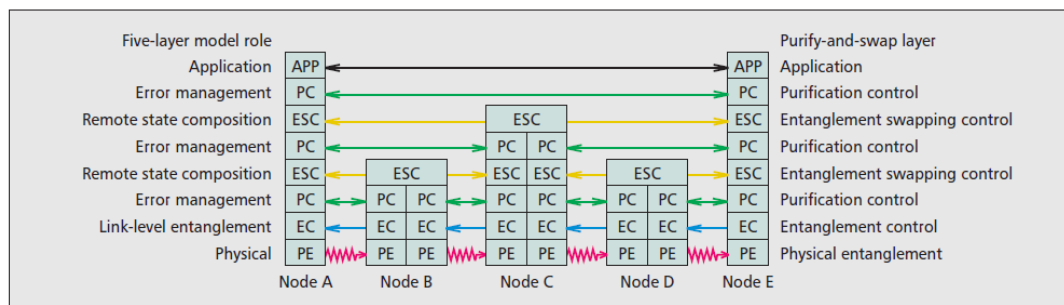 Five-layer model role Purify-and-swap layer
Application APP APP Application
Error management PC PC Purification control
Remote state composition ESC ESC ESC Entanglement swapping control
Error management PC PC PC PC Purification control
Remote state composition ESC ESC ESC ESC ESC ESC Entanglement swapping control
Error management PC PC PC PC PC PC PC PC Purification control
Link-level entanglement EC EC EC EC EC EC EC EC Entanglement control
Physical PE PE PE PE PE PE PE PE Physical entanglement
Node A Node B Node C Node D Node E